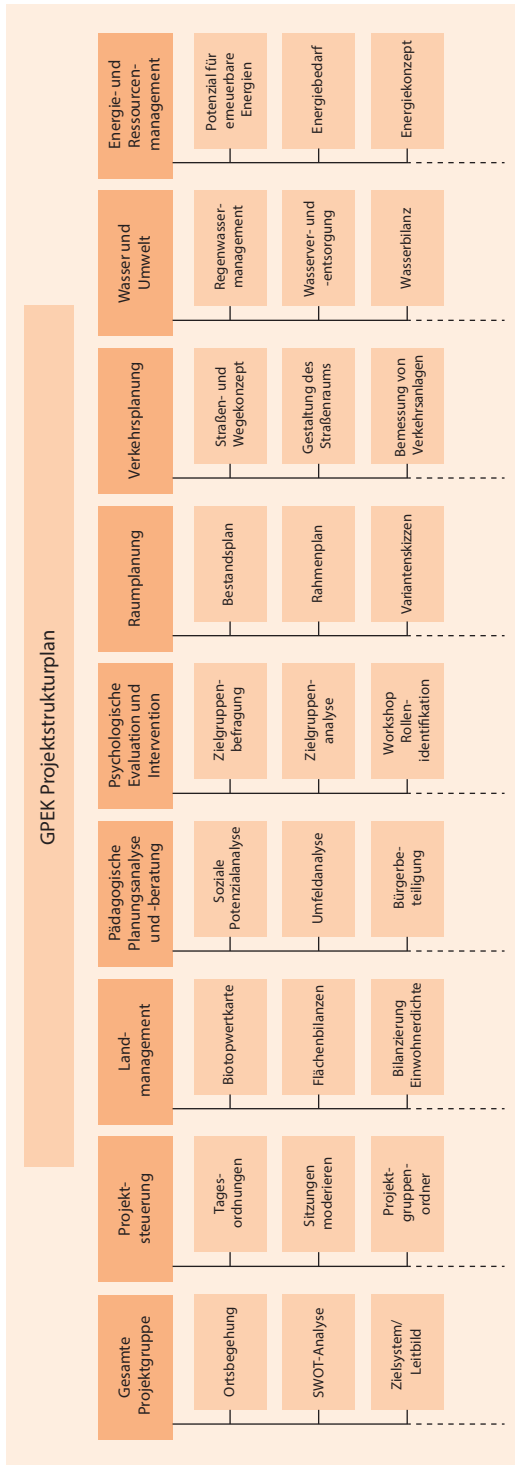 GPEK Projektstrukturplan
Gesamte
Projektgruppe
Ortsbegehung
SWOT-Analyse
Zielsystem/
Leitbild
Projekt-
steuerung
Tages-
ordnungen
Sitzungen
moderieren
Projekt-
gruppen-
ordner
Land-
management
Biotopwertkarte
Flächenbilanzen
Bilanzierung
Einwohnerdichte
Pädagogische
Planungsanalyse
und -beratung
Soziale
Potenzialanalyse
Umfeldanalyse
Bürgerbe-
teiligung
Psychologische
Evaluation und
Intervention
Zielgruppen-
befragung
Zielgruppen-
analyse
Workshop
Rollen-
identifikation
Raumplanung
Bestandsplan
Rahmenplan
Variantenskizzen
Verkehrsplanung
Straßen- und
Wegekonzept
Gestaltung des
Straßenraums
Bemessung von
Verkehrsanlagen
Wasser und
Umwelt
Regenwasser-
management
Wasserver- und
-entsorgung
Wasserbilanz
Energie- und
Ressourcen-
management
Potenzial für
erneuerbare
Energien
Energiebedarf
Energiekonzept